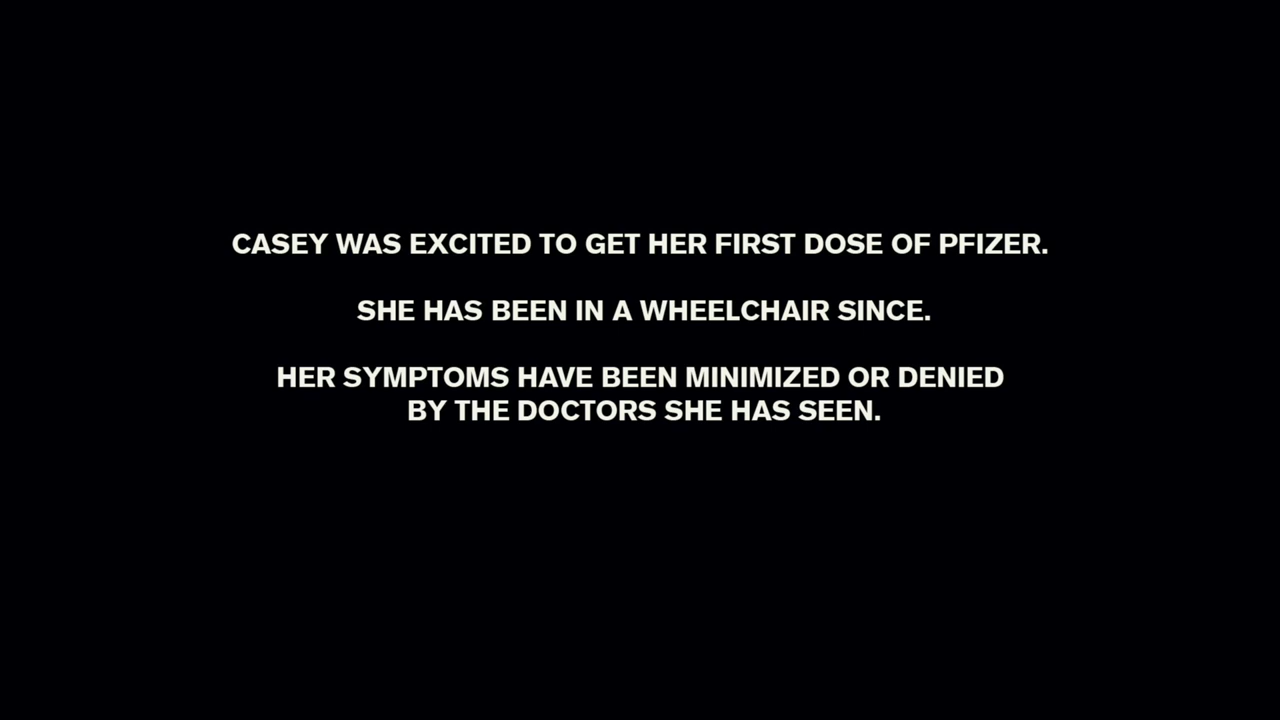 CASEY WAS EXCITED TO GET HER FIRST DOSE OF PFIZER.
SHE HAS BEEN IN A WHEELCHAIR SINCE.
HER SYMPTOMS HAVE BEEN MINIMIZED OR DENIED
BY THE DOCTORS SHE HAS SEEN.